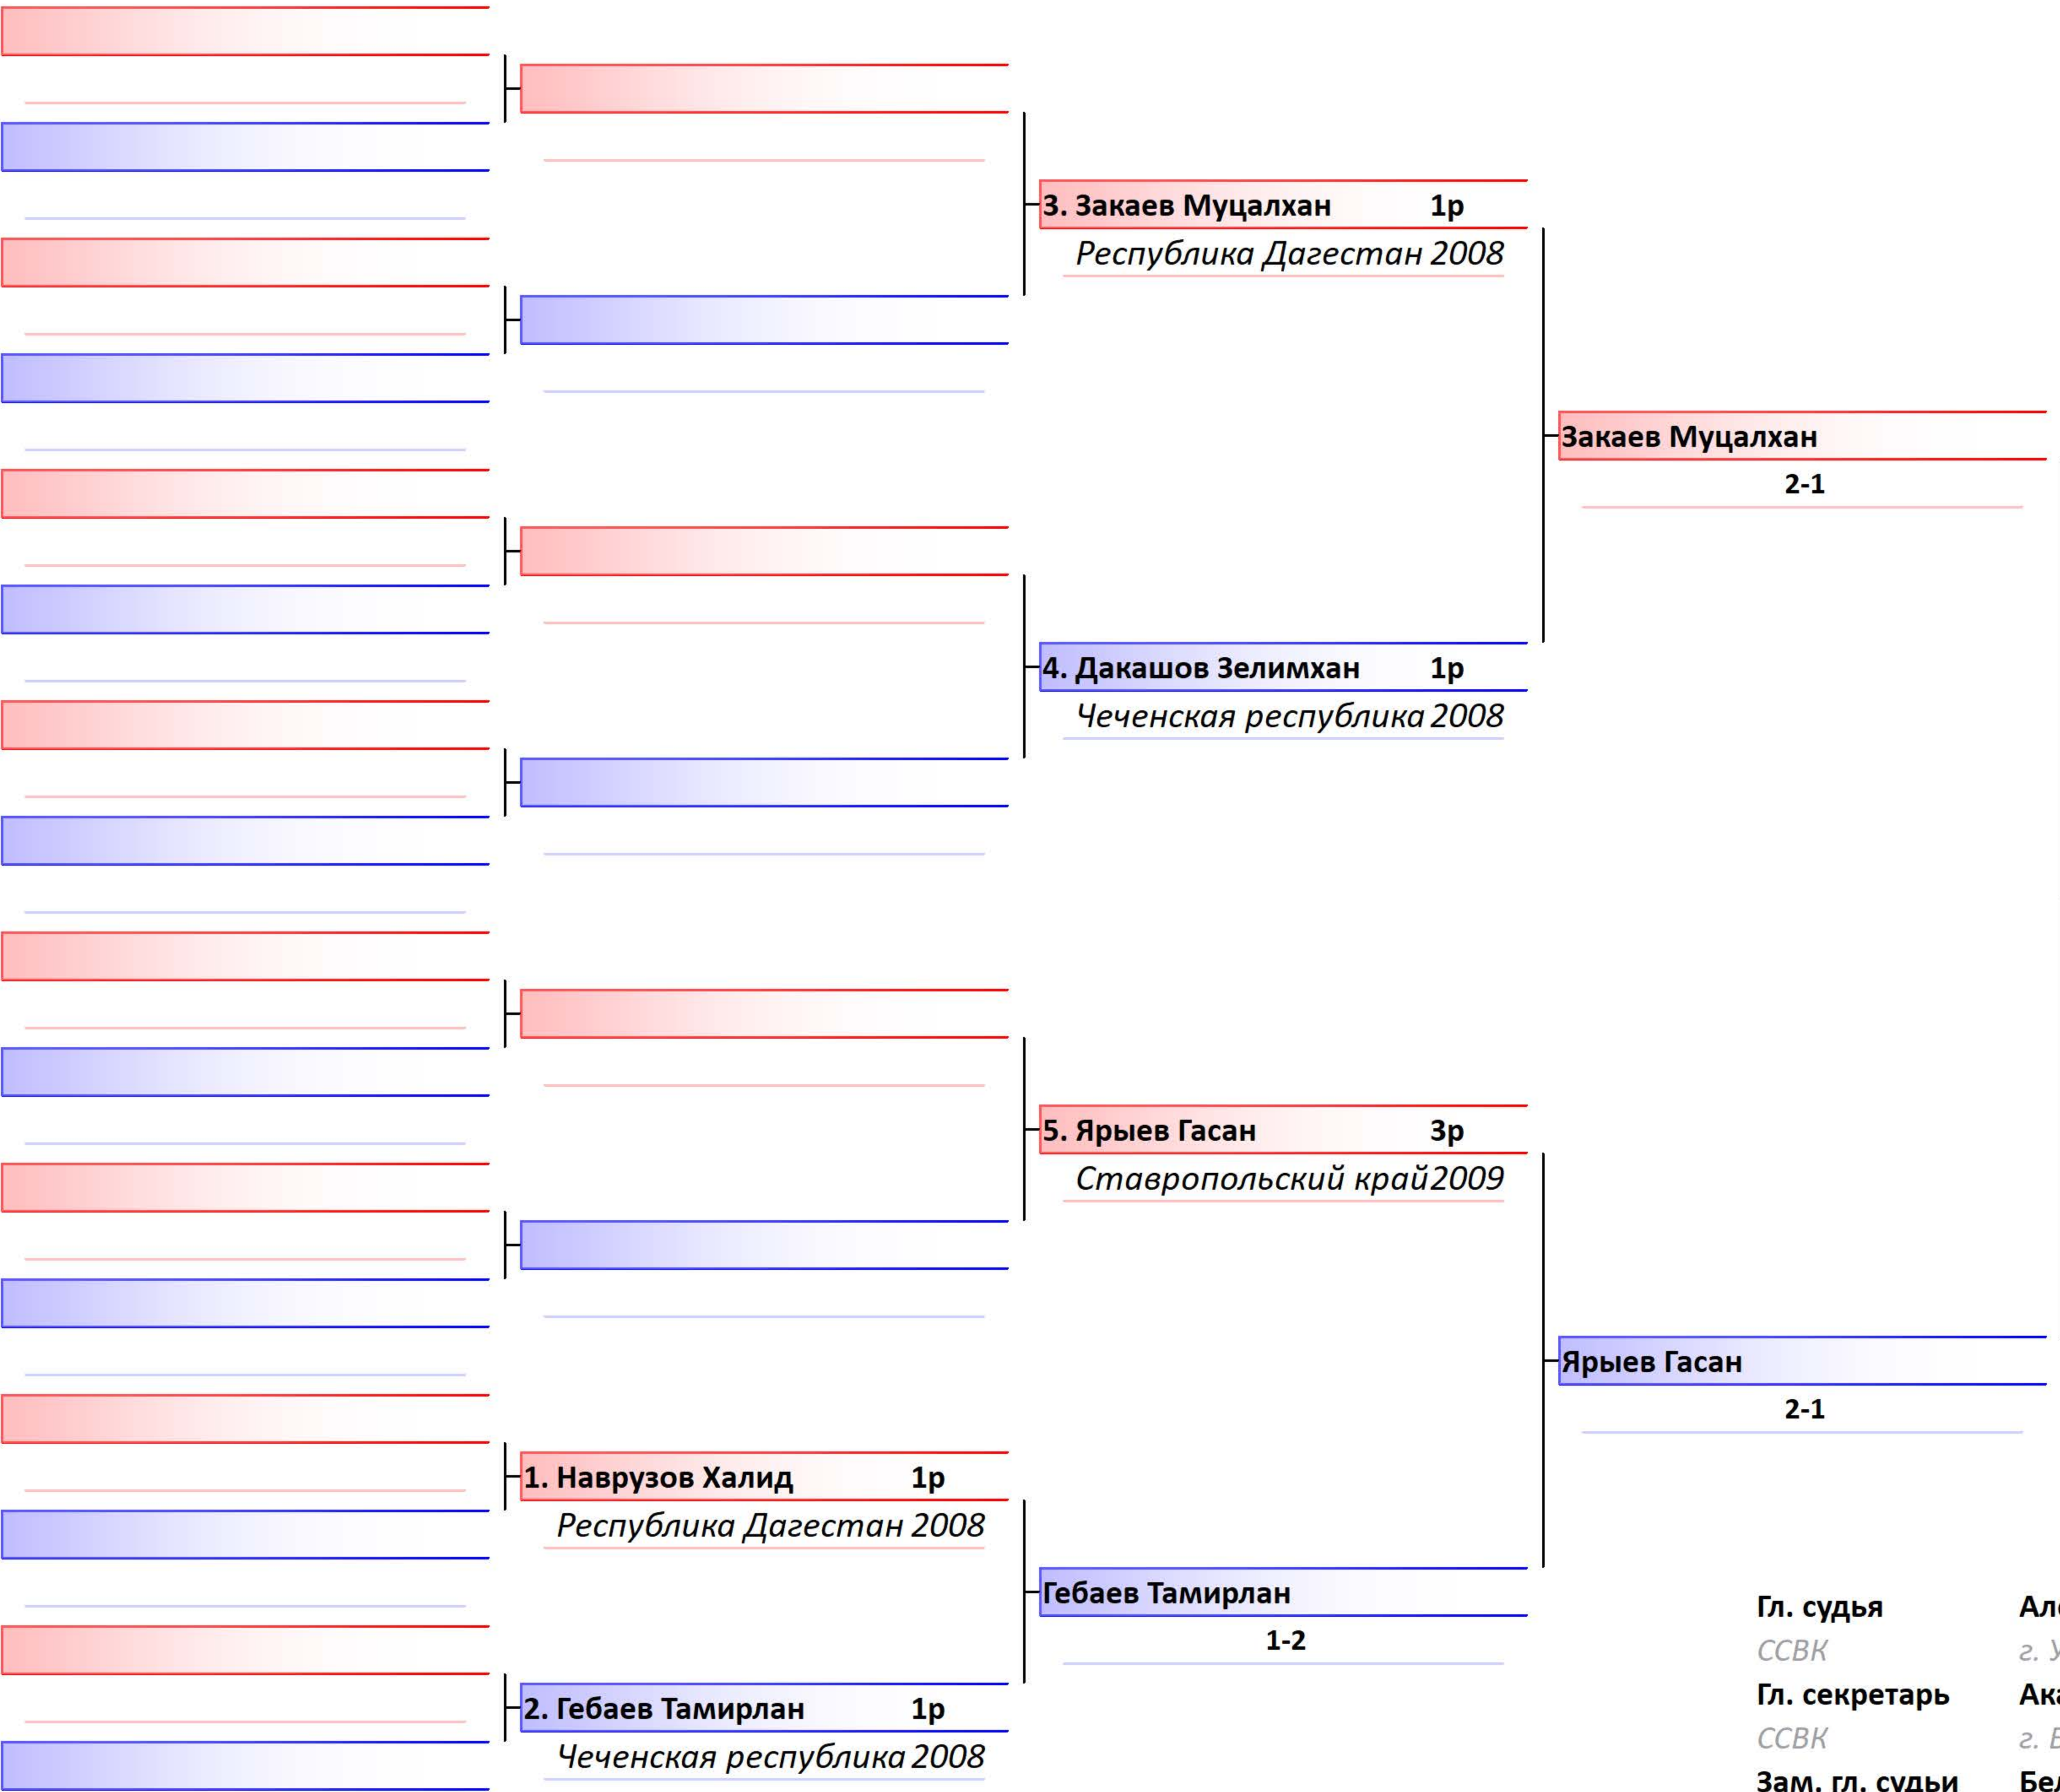 3. Закаев Муцалхан 1р
Республика Дагестан 2008
Закаев Муцалхан
2-1
4. Дакашов Зелимхан 1р
Чеченская республика 2008
5. Ярыев Гасан 3р
Ставропольский край 2009
Ярыев Гасан
2-1
1. Наврузов Халид 1р
Республика Дагестан 2008
Гебаев Тамирлан
1-2
2. Гебаев Тамирлан 1р
Чеченская республика 2008
Гл. судья
ССВК г.
Гл. секретарь
ССВК г.
Зам. гл. судьи